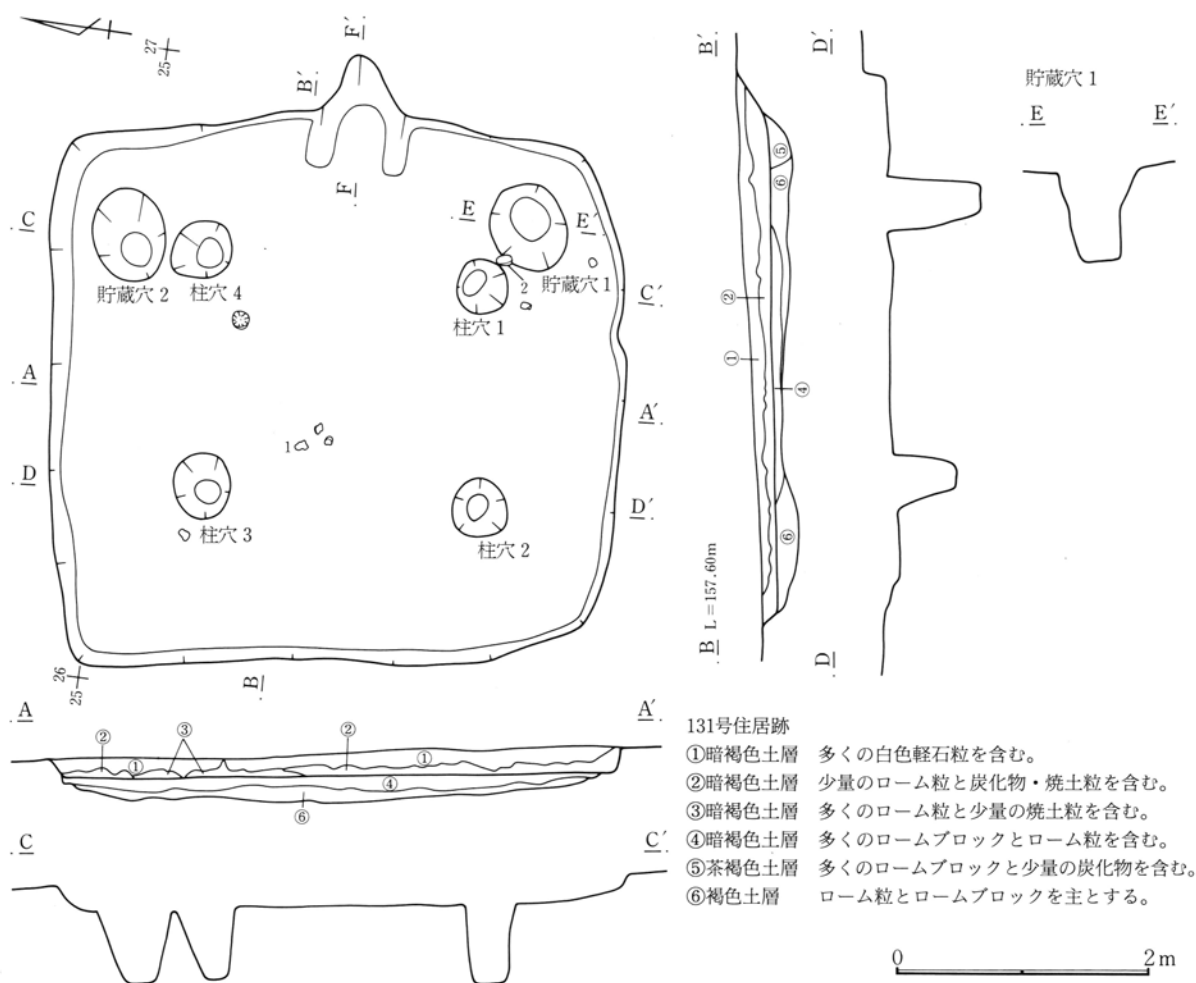 27
25
F′
B′
F
C
E
E′
貯蔵穴 2
柱穴 4
2
貯蔵穴 1
柱穴 1
C′
A
A′
1
D
D′
柱穴 3
柱穴 2
26
25
B
B′
D′
貯蔵穴 1
E
E′
⑤
⑥
②
①
④
⑥
B L=157.60m
D
A
A′
②
③
②
①
①
④
⑥
C
C′
131号住居跡
①暗褐色土層 多くの白色軽石粒を含む。
②暗褐色土層 少量のローム粒と炭化物・焼土粒を含む。
③暗褐色土層 多くのローム粒と少量の焼土粒を含む。
④暗褐色土層 多くのロームブロックとローム粒を含む。
⑤茶褐色土層 多くのロームブロックと少量の炭化物を含む。
⑥褐色土層 ローム粒とロームブロックを主とする。
0 2m